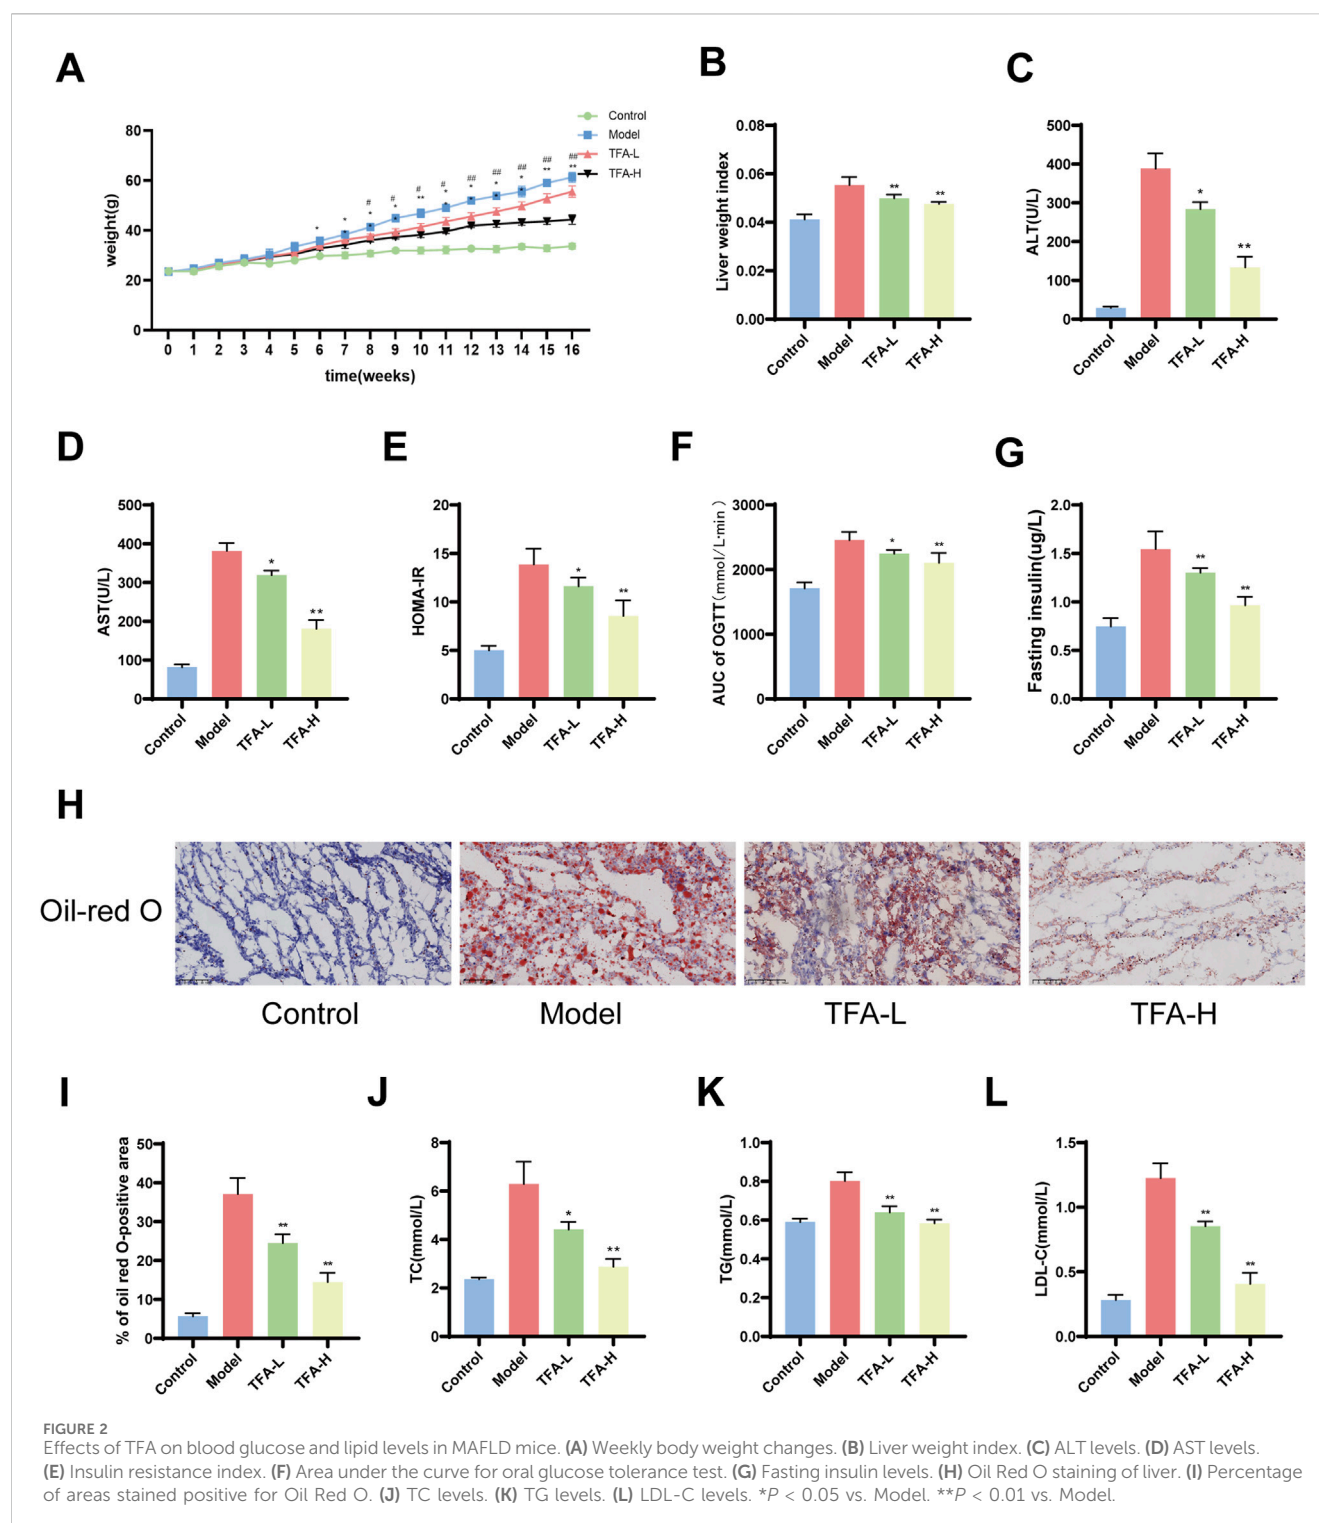 A
B
C
Control
Model
TFA-L
TFA-H
## ## ## ## ## # # # #
** ** * * * * ** * * * *
weight(g)
80
60
40
20
0
0 1 2 3 4 5 6 7 8 9 10 11 12 13 14 15 16
time(weeks)
Liver weight index
0.08
0.06
0.04
0.02
0.00
** **
Control Model TFA-L TFA-H
ALT(U/L)
500
400
300
200
100
0
* **
Control Model TFA-L TFA-H
D
E
F
G
AST(U/L)
500
400
300
200
100
0
* **
Control Model TFA-L TFA-H
HOMA-IR
20
15
10
5
0
* **
Control Model TFA-L TFA-H
AUC of OGTT（mmol/L·min）
3000
2000
1000
0
* **
Control Model TFA-L TFA-H
Fasting insulin(ug/L)
2.0
1.5
1.0
0.5
0.0
** **
Control Model TFA-L TFA-H
H
Oil-red O
Control Model TFA-L TFA-H
I
J
K
L
% of oil red O-positive area
50
40
30
20
10
0
** **
Control Model TFA-L TFA-H
TC(mmol/L)
8
6
4
2
0
* **
Control Model TFA-L TFA-H
TG(mmol/L)
1.0
0.8
0.6
0.4
0.2
0.0
** **
Control Model TFA-L TFA-H
LDL-C(mmol/L)
1.5
1.0
0.5
0.0
** **
Control Model TFA-L TFA-H
FIGURE 2
Effects of TFA on blood glucose and lipid levels in MAFLD mice. (A) Weekly body weight changes. (B) Liver weight index. (C) ALT levels. (D) AST levels.
(E) Insulin resistance index. (F) Area under the curve for oral glucose tolerance test. (G) Fasting insulin levels. (H) Oil Red O staining of liver. (I) Percentage
of areas stained positive for Oil Red O. (J) TC levels. (K) TG levels. (L) LDL-C levels. *P < 0.05 vs. Model. **P < 0.01 vs. Model.